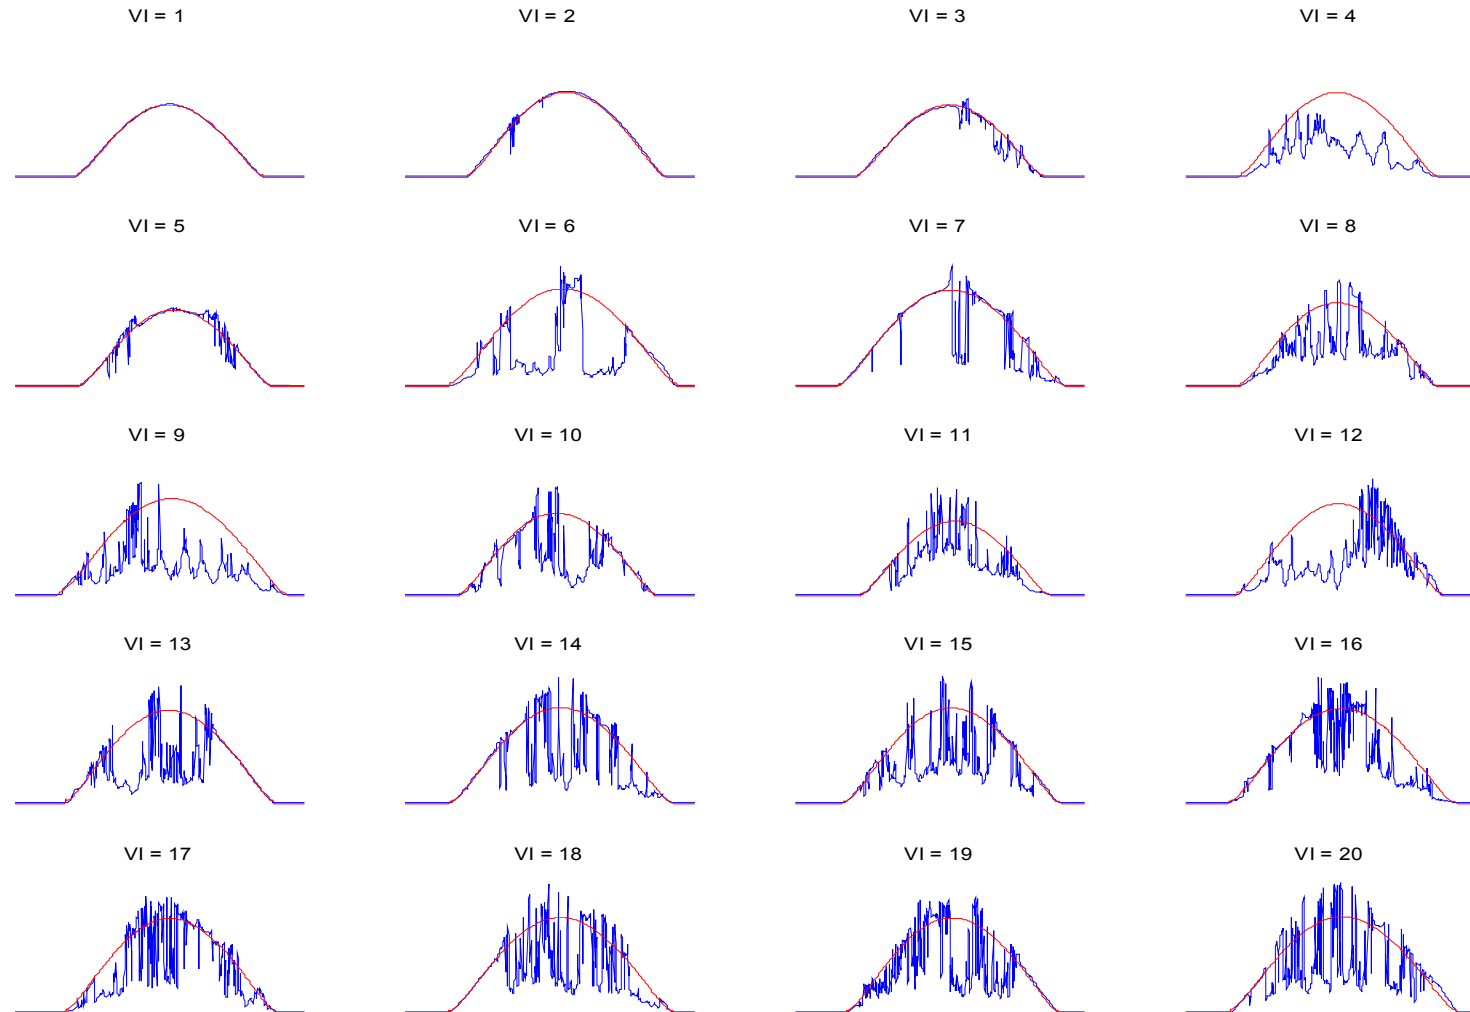 VI = 1 VI = 2 VI = 3 VI = 4
VI = 5 VI = 6 VI = 7 VI = 8
VI = 9 VI = 10 VI = 11 VI = 12
VI = 13 VI = 14 VI = 15 VI = 16
VI = 17 VI = 18 VI = 19 VI = 20